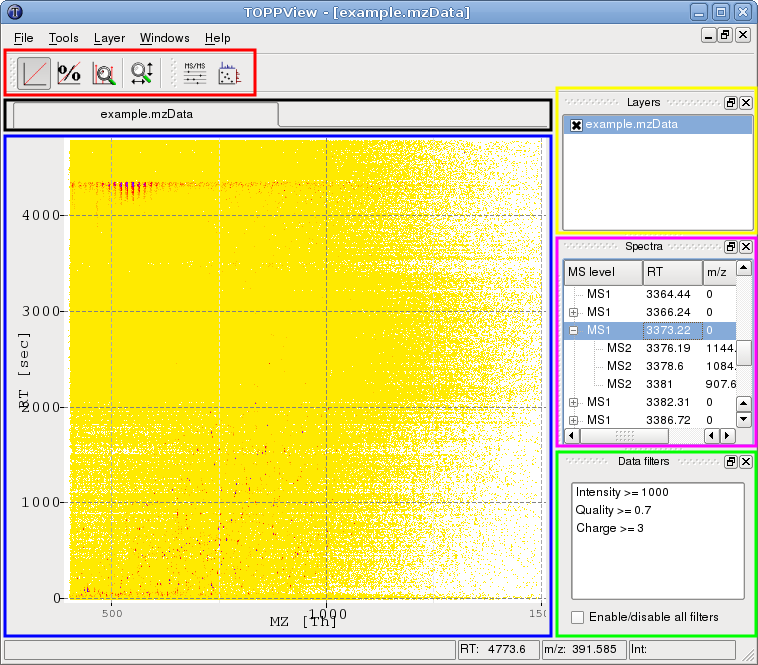 TOPPView - [example.mzData]
File Tools Layer Windows Help
%
MS/MS
example.mzData
Layers
example.mzData
4000
3000
2000
1000
0
RT [sec]
500
1000
150
MZ [Th]
Spectra
MS level RT m/z
MS1 3364.44 0
MS1 3366.24 0
MS1 3373.22 0
MS2 3376.19 1144.
MS2 3378.6 1084.
MS2 3381 907.6
MS1 3382.31 0
MS1 3386.72 0
Data filters
Intensity >= 1000
Quality >= 0.7
Charge >= 3
Enable/disable all filters
RT: 4773.6 m/z: 391.585 Int: